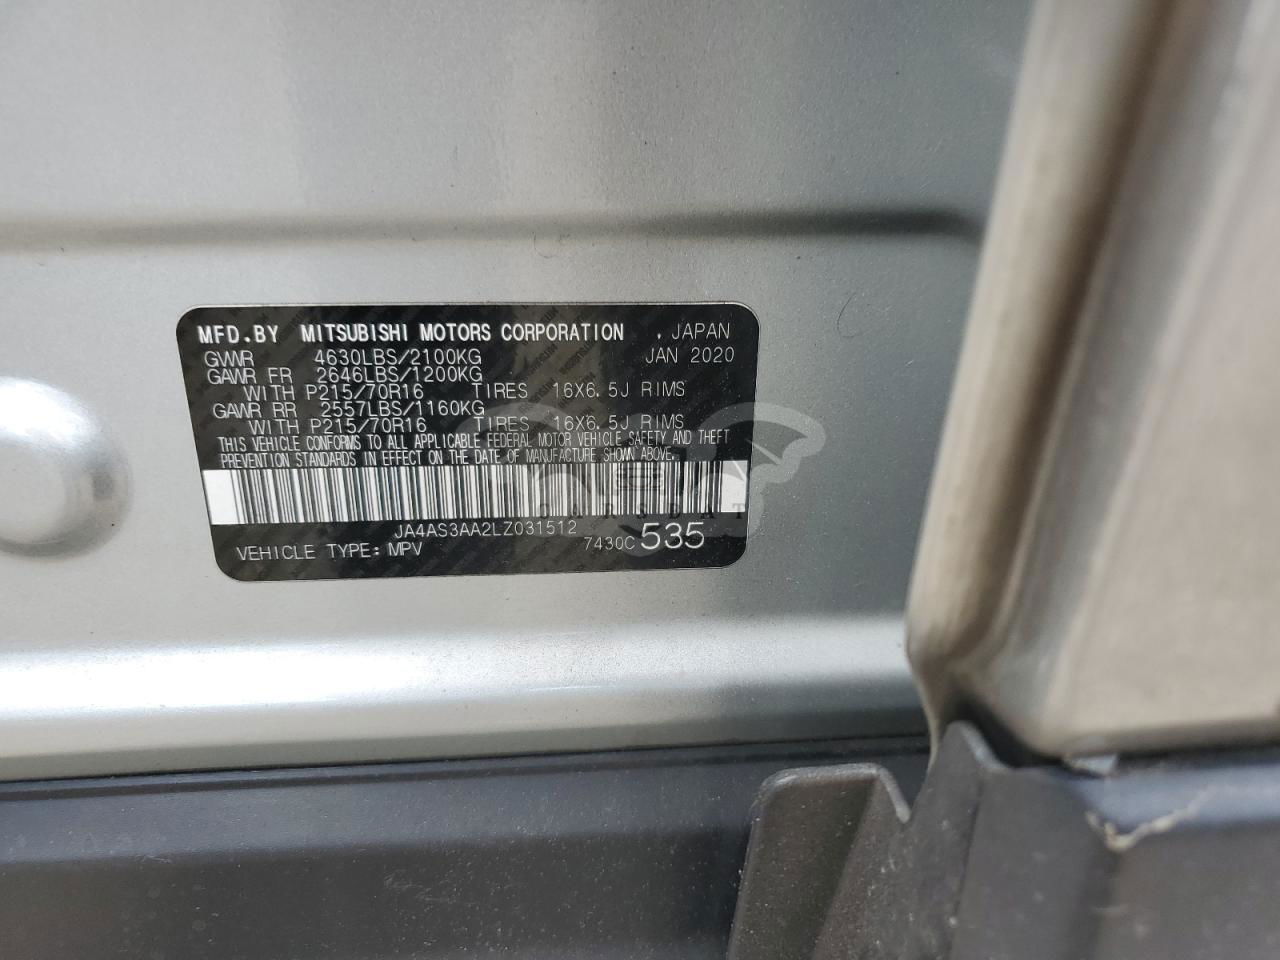 MFD.BY MITSUBISHI MOTORS CORPORATION . JAPAN
GVWR 4630LBS/2100KG JAN 2020
GAWR FR 2646LBS/1200KG
WITH P215/70R16 TIRES 16X6.5J RIMS
GAWR RR 2557LBS/1160KG
WITH P215/70R16 TIRES 16X6.5J RIMS
THIS VEHICLE CONFORMS TO ALL APPLICABLE FEDERAL MOTOR VEHICLE SAFETY AND THEFT
PREVENTION STANDARDS IN EFFECT ON THE DATE OF MANUFACTURE SHOWN ABOVE.
JA4AS3AA2LZ031512
VEHICLE TYPE: MPV 7430C 535